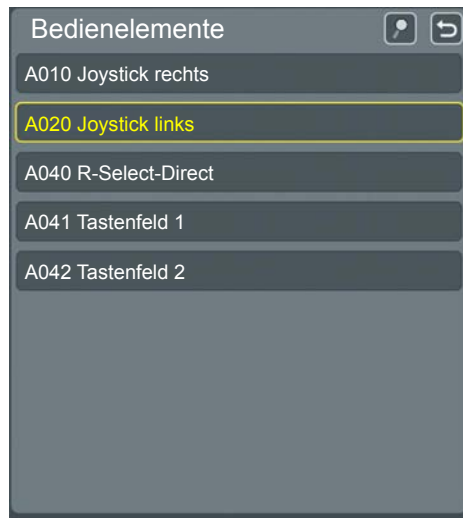 Bedienelemente
A010 Joystick rechts
A020 Joystick links
A040 R-Select-Direct
A041 Tastenfeld 1
A042 Tastenfeld 2